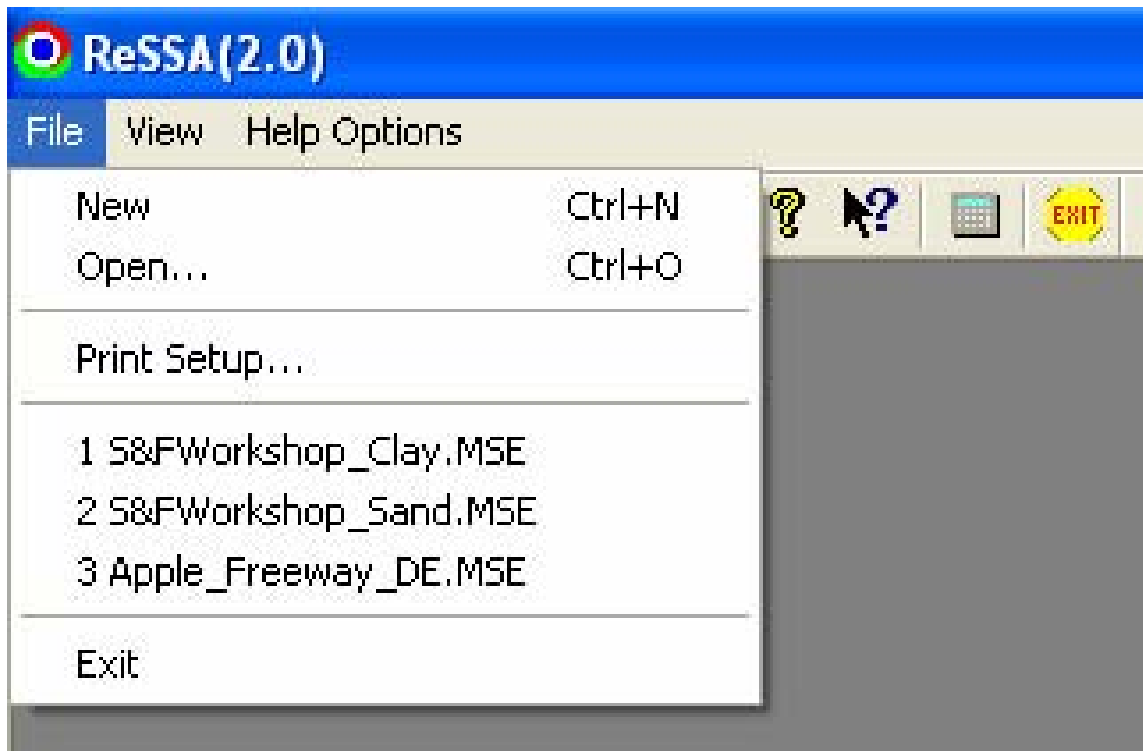 ReSSA(2.0)
File View Help Options
New Ctrl+N
Open... Ctrl+O
EXIT
Print Setup...
1 S&FWorkshop_Clay.MSE
2 S&FWorkshop_Sand.MSE
3 Apple_Freeway_DE.MSE
Exit